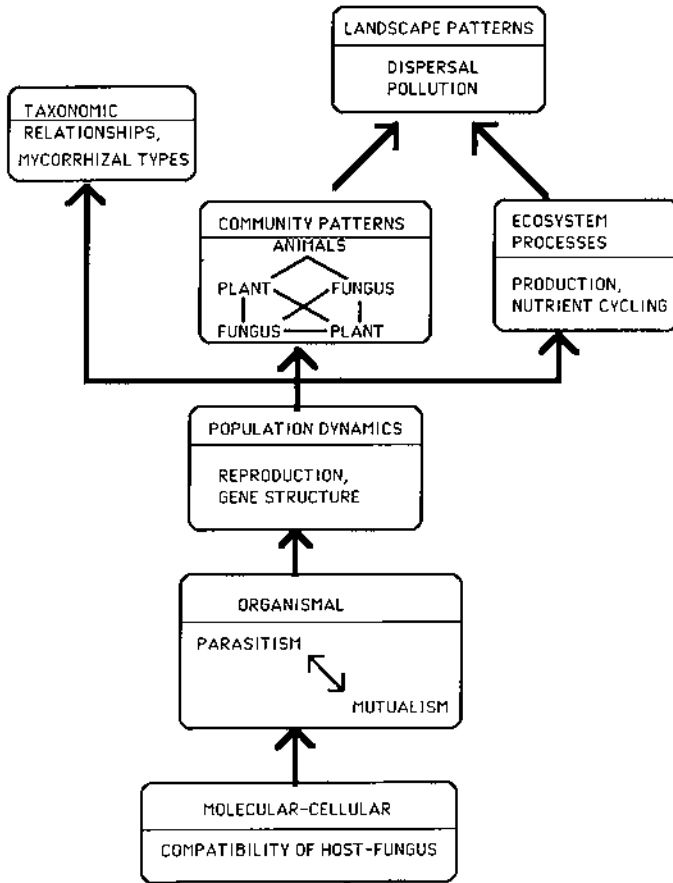 LANDSCAPE PATTERNS
DISPERSAL
POLLUTION
TAXONOMIC
RELATIONSHIPS,
MYCORRHIZAL TYPES
COMMUNITY PATTERNS
ANIMALS
PLANT FUNGUS
FUNGUS PLANT
ECOSYSTEM
PROCESSES
PRODUCTION,
NUTRIENT CYCLING
POPULATION DYNAMICS
REPRODUCTION,
GENE STRUCTURE
ORGANISMAL
PARASITISM
MUTUALISM
MOLECULAR-CELLULAR
COMPATIBILITY OF HOST-FUNGUS